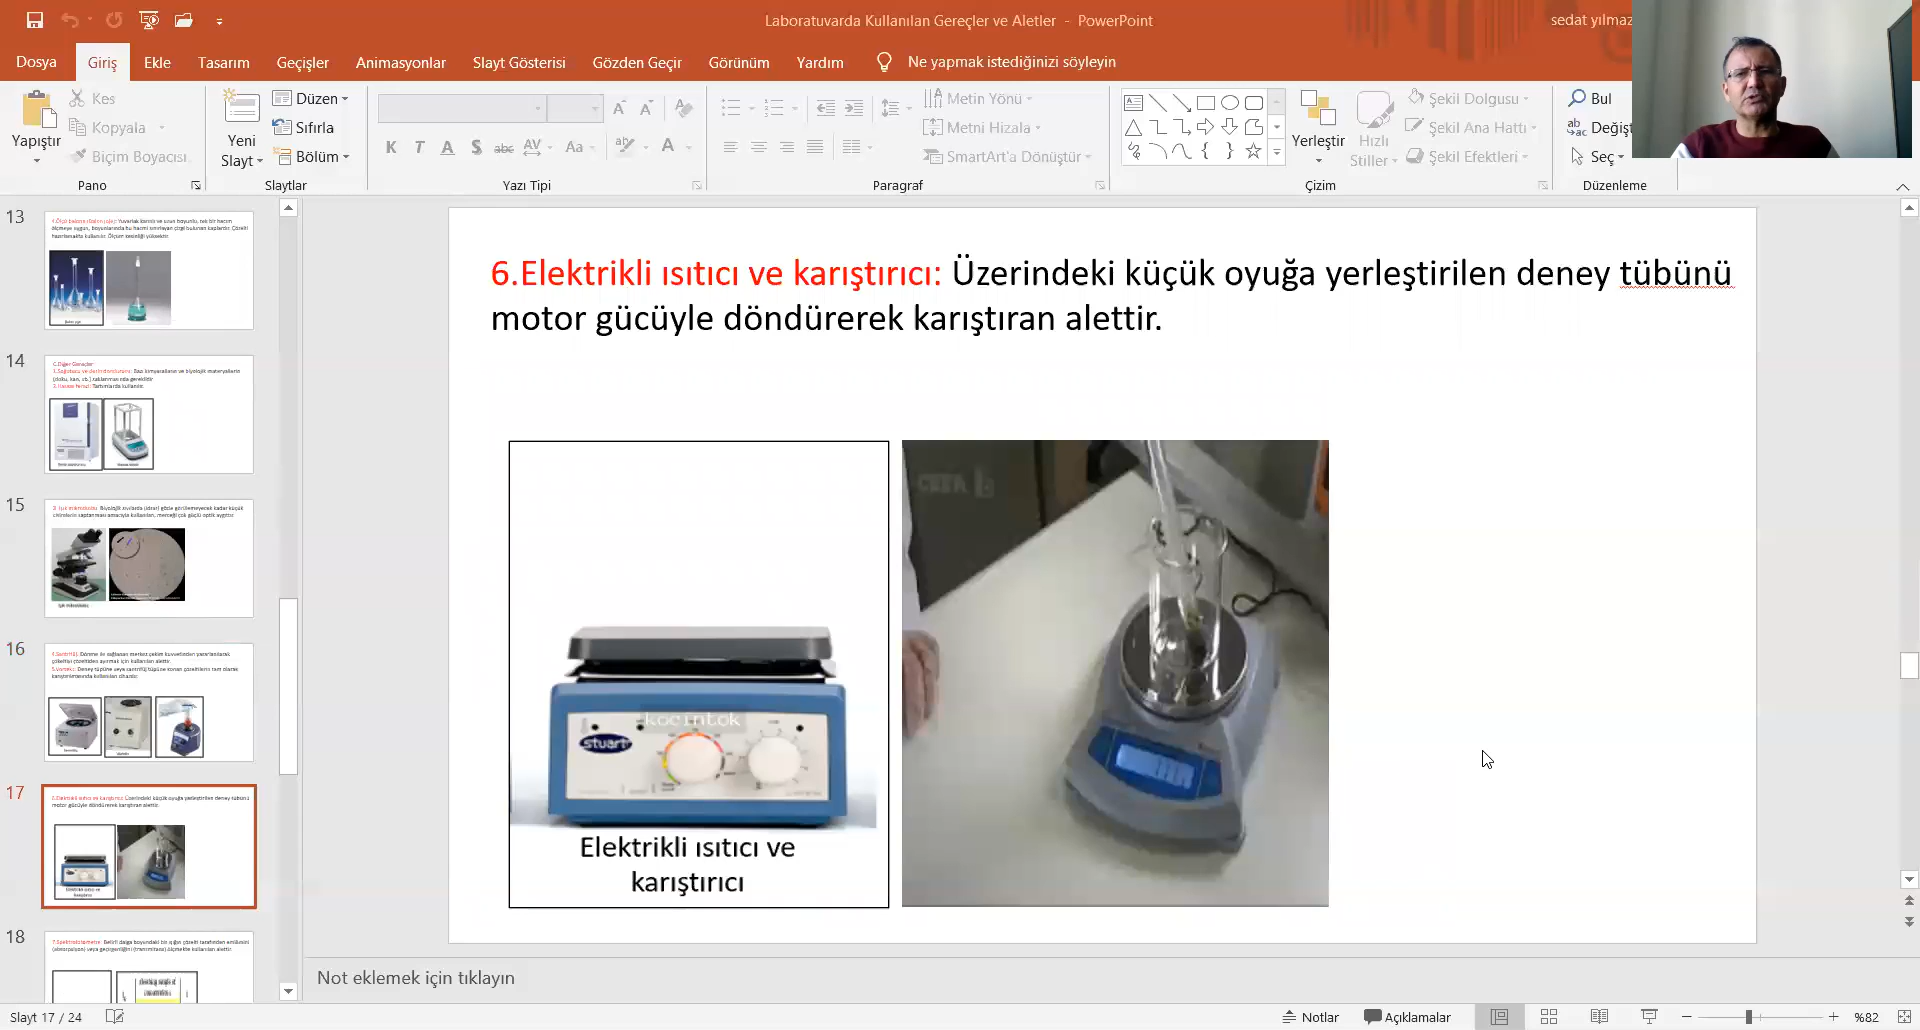 Laboratuvarda Kullanılan Gereçler ve Aletler - PowerPoint
sedat yılmaz
Dosya
Giriş
Ekle
Tasarım
Geçişler
Animasyonlar
Slayt Gösterisi
Gözden Geçir
Görünüm
Yardım
Ne yapmak istediğinizi söyleyin
Yapıştır
Kes
Kopyala
Biçim Boyacısı
Pano
Yeni
Slayt
Düzen
Sıfırla
Bölüm
Slaytlar
K T A S abc AV Aa A
Yazı Tipi
Metin Yönü
Metni Hizala
SmartArt'a Dönüştür
Paragraf
Yerleştir
Hızlı
Stiller
Şekil Dolgusu
Şekil Ana Hattı
Şekil Efektleri
Çizim
Bul
Değişt
Seç
Düzenleme
13
14
15
16
17
18
6.Elektrikli ısıtıcı ve karıştırıcı: Üzerindeki küçük oyuğa yerleştirilen deney tübünü
motor gücüyle döndürerek karıştıran alettir.
stuart
Elektrikli ısıtıcı ve
karıştırıcı
Not eklemek için tıklayın
Slayt 17 / 24
Notlar
Açıklamalar
%82